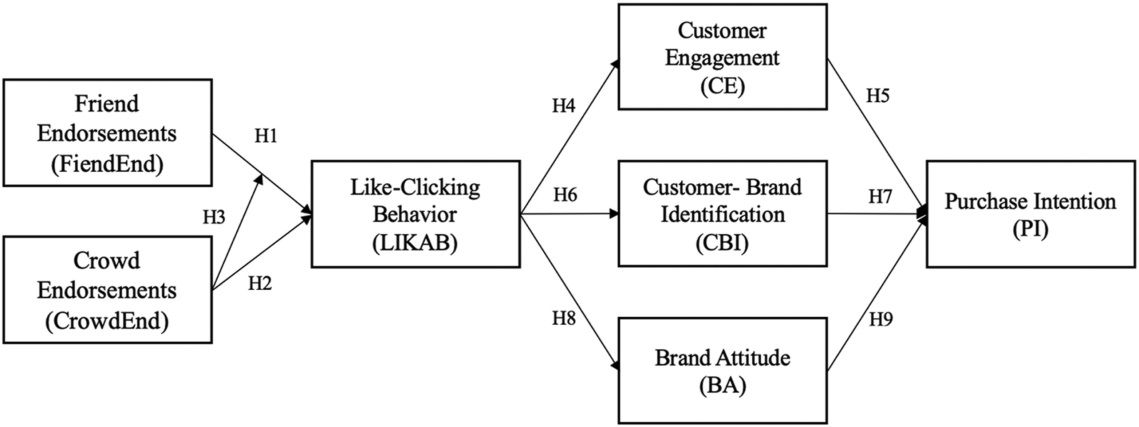 Friend
Endorsements
(FiendEnd)
Crowd
Endorsements
(CrowdEnd)
H1
H3
H2
Like-Clicking
Behavior
(LIKAB)
H4
H6
H8
Customer
Engagement
(CE)
Customer- Brand
Identification
(CBI)
Brand Attitude
(BA)
H5
H7
H9
Purchase Intention
(PI)